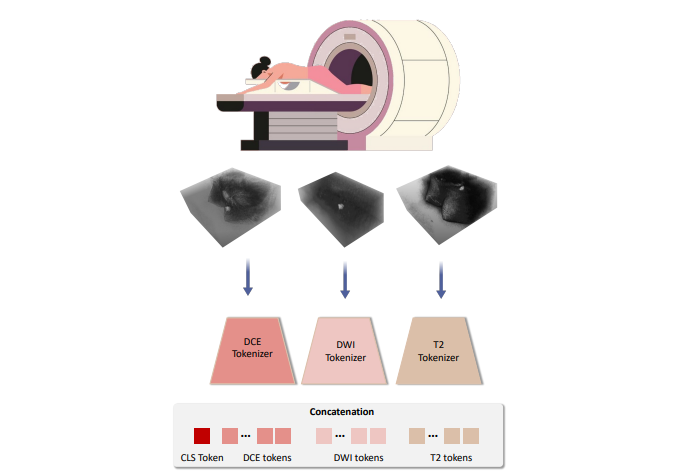 DCE
Tokenizer
DWI
Tokenizer
T2
Tokenizer
Concatenation
... ... ...
CLS Token DCE tokens DWI tokens T2 tokens